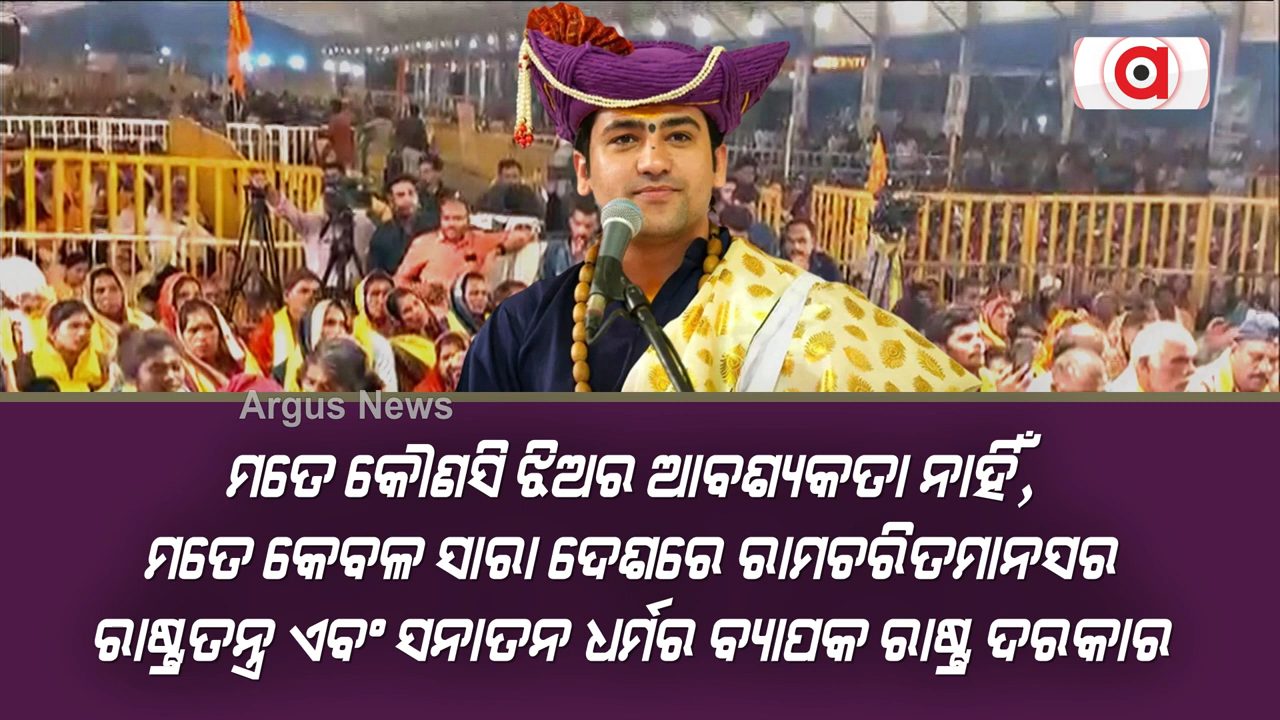 a
Argus News
ମତେ କୌଣସି ଝିଅର ଆବଶ୍ୟକତା ନାହିଁ,
ମତେ କେବଳ ସାରା ଦେଶରେ ରାମଚରିତମାନସର
ରାଷ୍ଟ୍ରତନ୍ତ୍ର ଏବଂ ସନାତନ ଧର୍ମର ବ୍ୟାପକ ରାଷ୍ଟ୍ର ଦରକାର